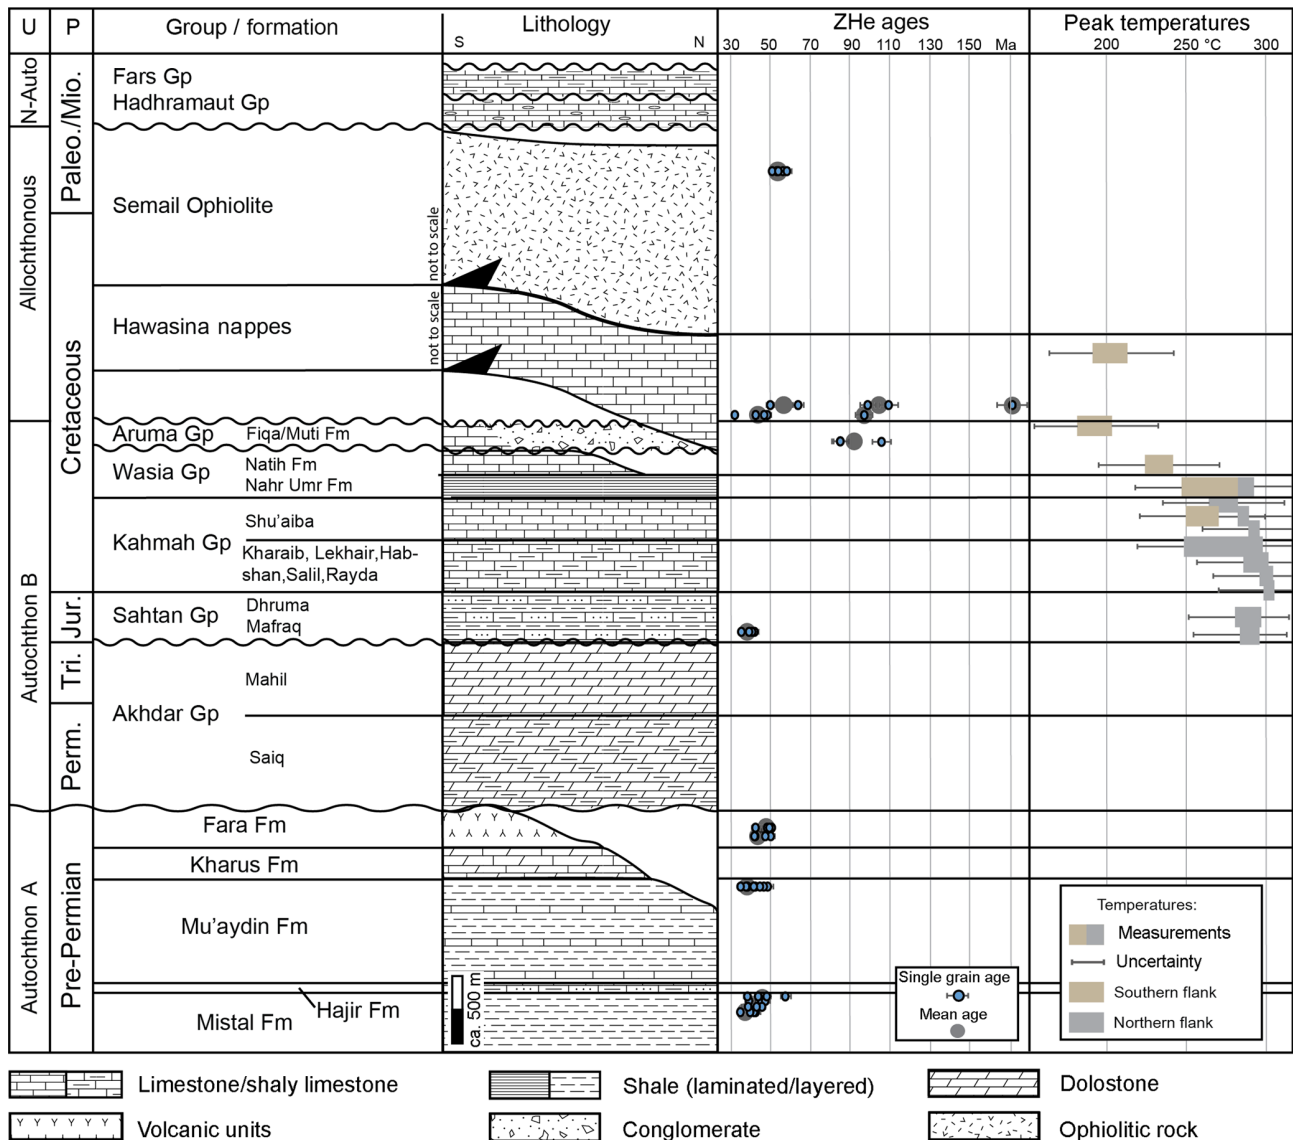 U P Group / formation Lithology ZHe ages Peak temperatures
S N 30 50 70 90 110 130 150 Ma 200 250 °C 300
N-Auto
Allochthonous
Autochthon B
Autochthon A
Paleo./Mio.
Cretaceous
Jur.
Tri.
Perm.
Pre-Permian
Fars Gp
Hadhramaut Gp
Semail Ophiolite
not to scale
Hawasina nappes
not to scale
Aruma Gp Fiqa/Muti Fm
Wasia Gp Natih Fm
Nahr Umr Fm
Kahmah Gp Shu'aiba
Kharaib, Lekhair,Hab-
shan,Salil,Rayda
Sahtan Gp Dhruma
Mafraq
Akhdar Gp Mahil
Saiq
Fara Fm
Kharus Fm
Mu'aydin Fm
Hajir Fm
Mistal Fm
ca. 500 m
Single grain age
Mean age
Temperatures:
Measurements
Uncertainty
Southern flank
Northern flank
Limestone/shaly limestone Shale (laminated/layered) Dolostone
Volcanic units Conglomerate Ophiolitic rock